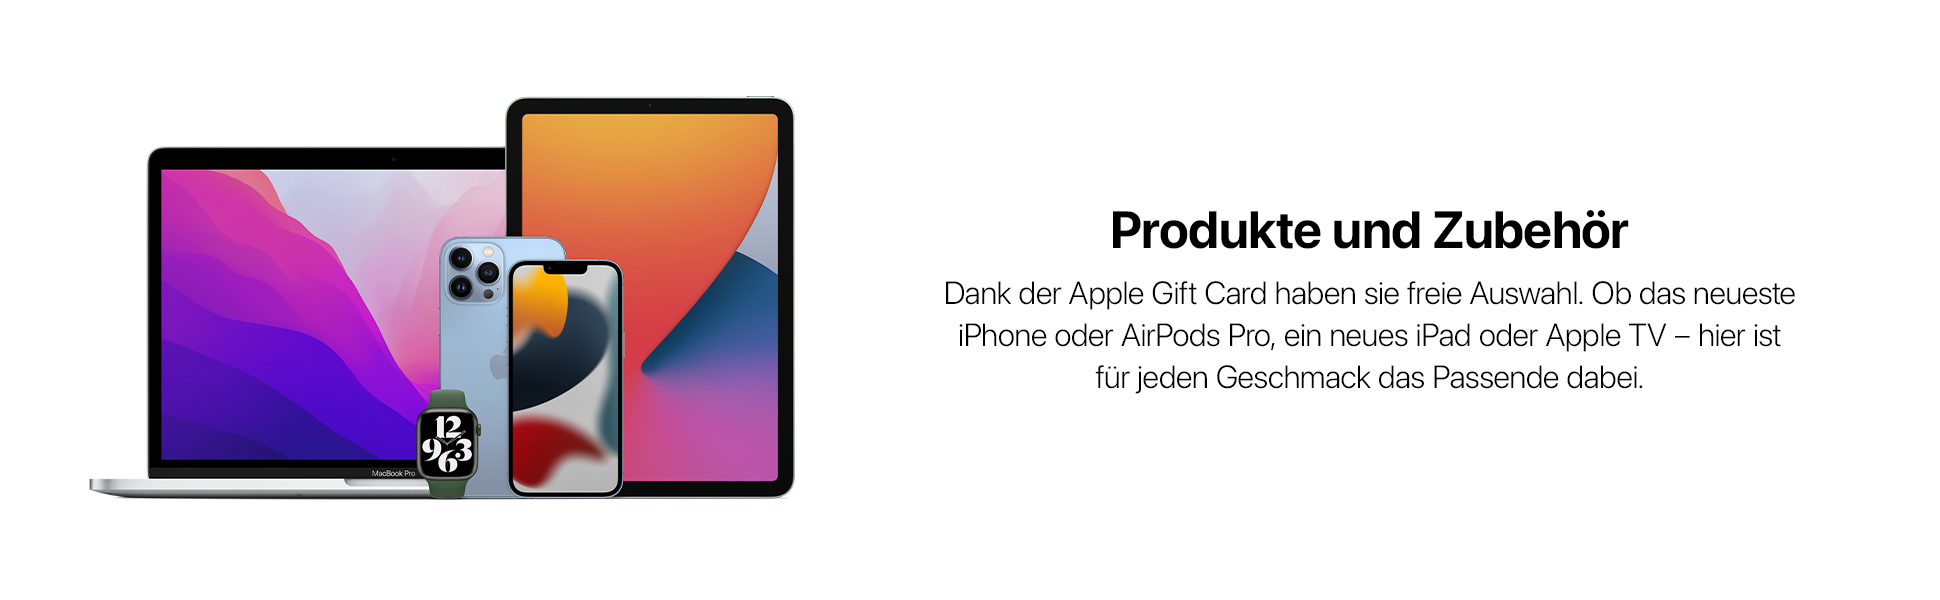 Produkte und Zubehör
Dank der Apple Gift Card haben sie freie Auswahl. Ob das neueste
iPhone oder AirPods Pro, ein neues iPad oder Apple TV – hier ist
für jeden Geschmack das Passende dabei.
MacBook Pro
12
9 3
6